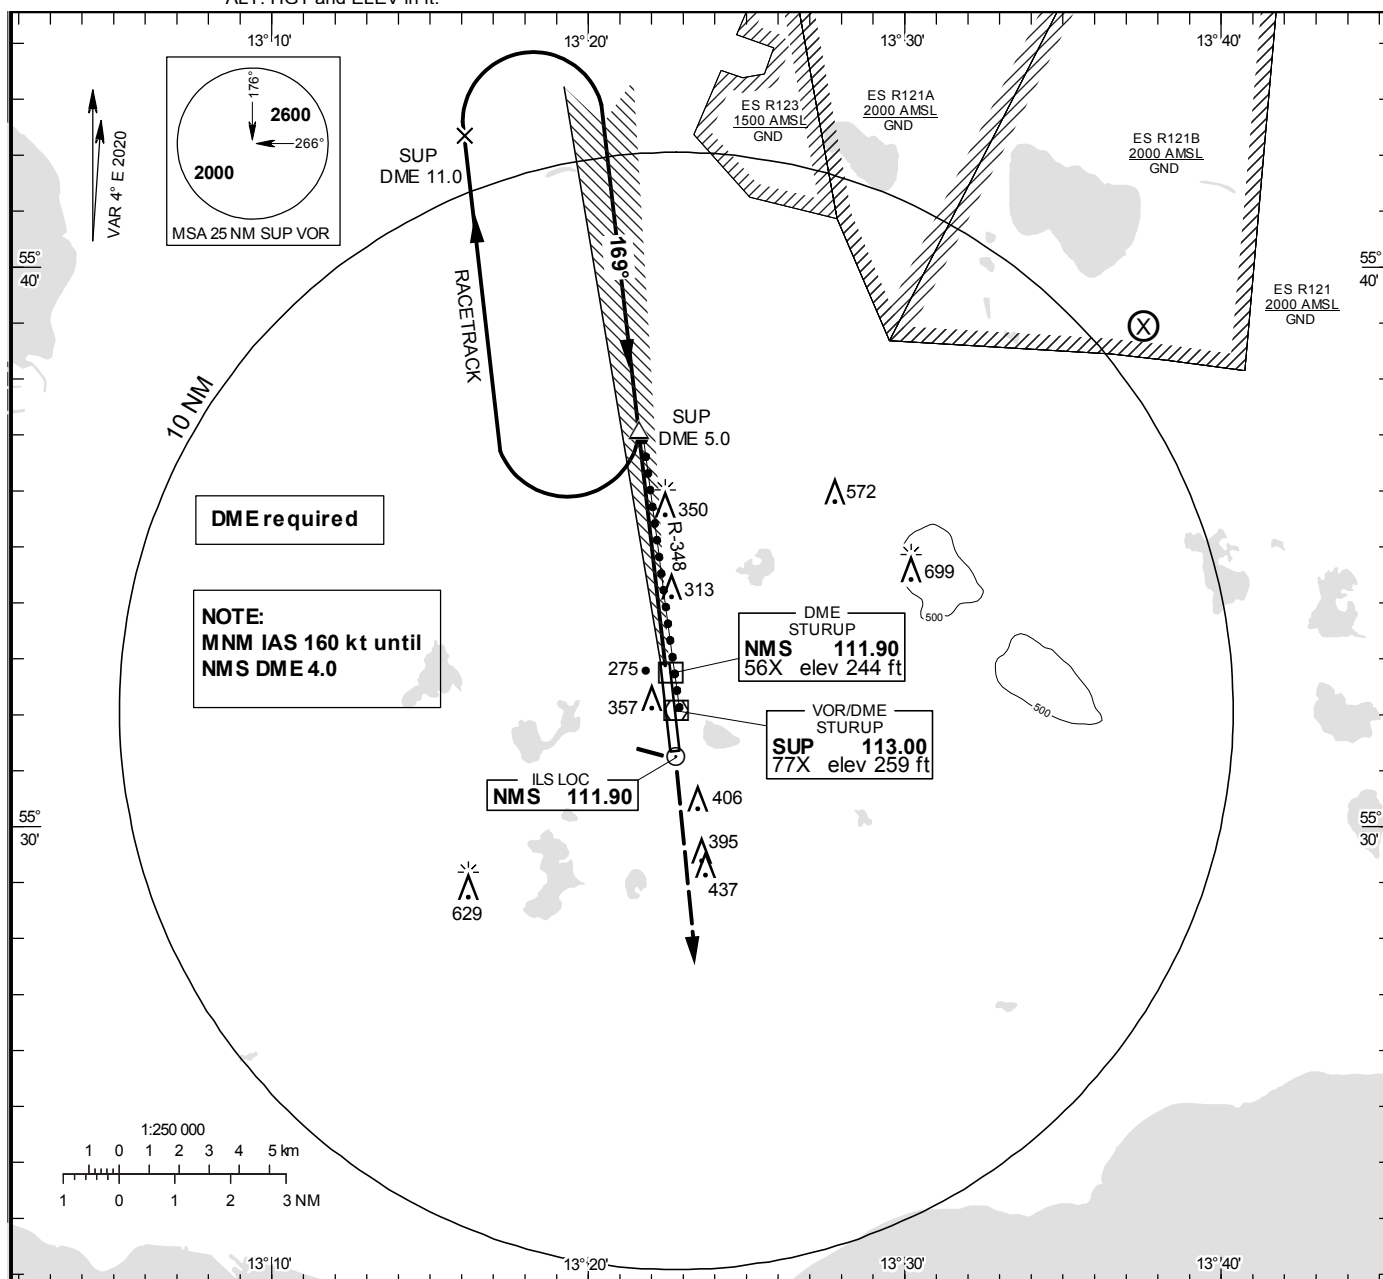 ALT. HGT and ELEV in ft.
13°10'
13°20'
13°30'
13°40'
176°
2600
266°
2000
MSA 25 NM SUP VOR
VAR 4° E 2020
SUP
DME 11.0
ES R123
1500 AMSL
GND
ES R121A
2000 AMSL
GND
ES R121B
2000 AMSL
GND
55°
40'
55°
40'
169°
RACETRACK
ES R121
2000 AMSL
GND
X
10 NM
SUP
DME 5.0
DME required
350
R-348
572
699
500
313
NOTE:
MNM IAS 160 kt until
NMS DME 4.0
DME
STURUP
NMS 111.90
56X elev 244 ft
275
357
500
VOR/DME
STURUP
SUP 113.00
77X elev 259 ft
ILS LOC
NMS 111.90
406
55°
30'
55°
30'
395
437
629
1:250 000
1 0 1 2 3 4 5 km
1 0 1 2 3 NM
13°10'
13°20'
13°30'
13°40'